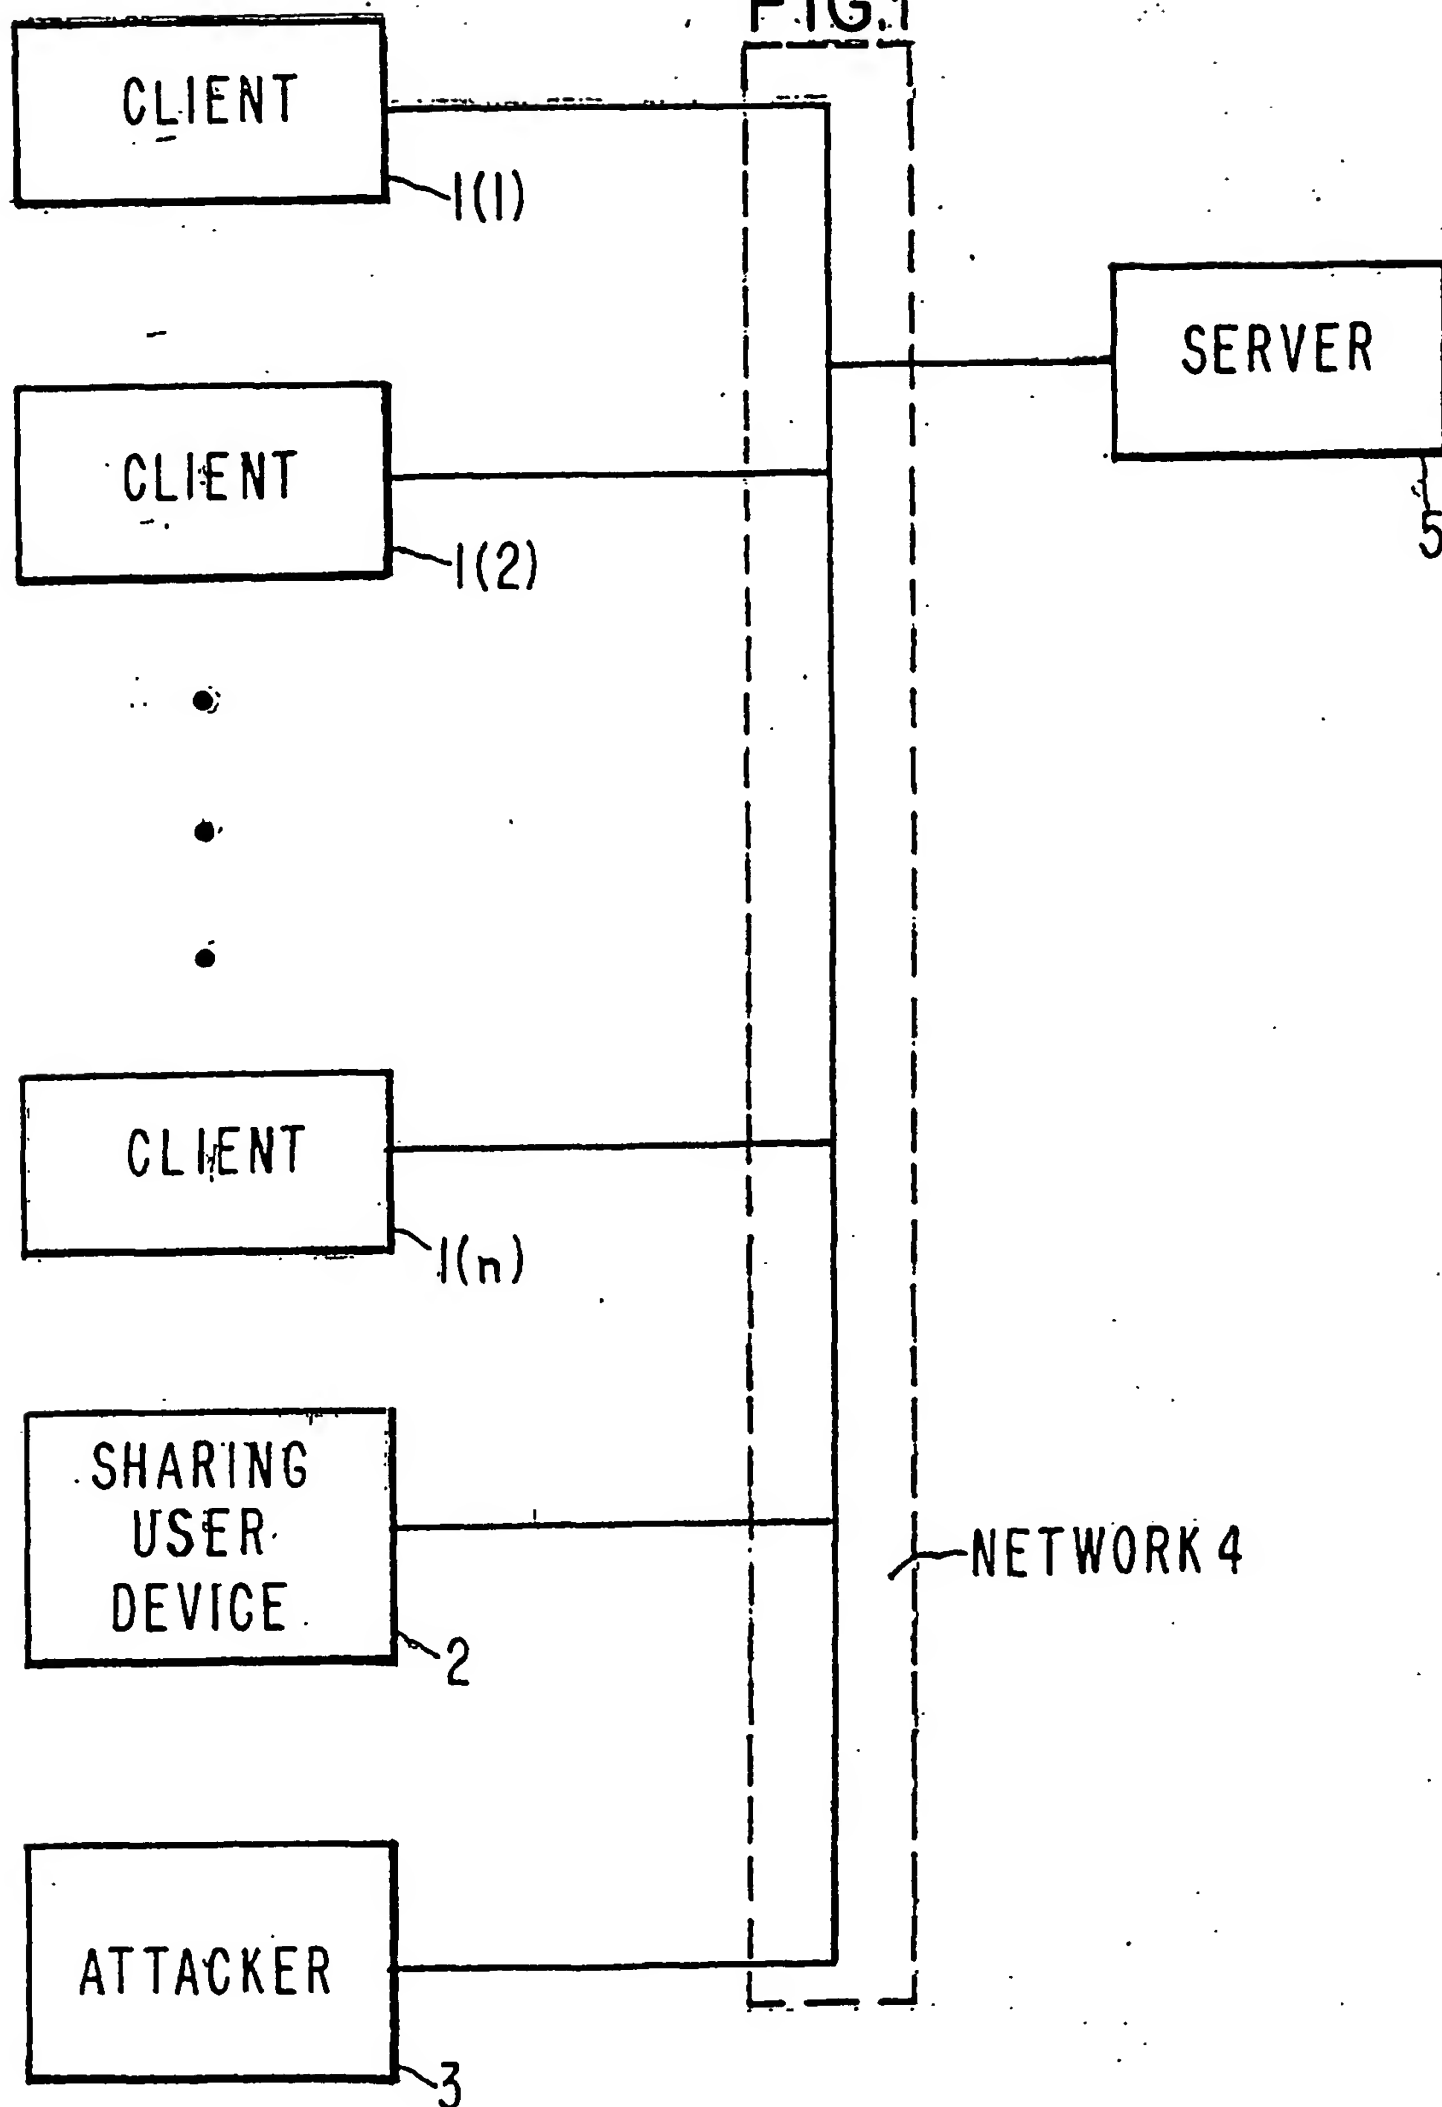 FIG.1
CLIENT
1(1)
SERVER
5
CLIENT
1(2)
CLIENT
1(n)
SHARING
USER
DEVICE
2
NETWORK 4
ATTACKER
3